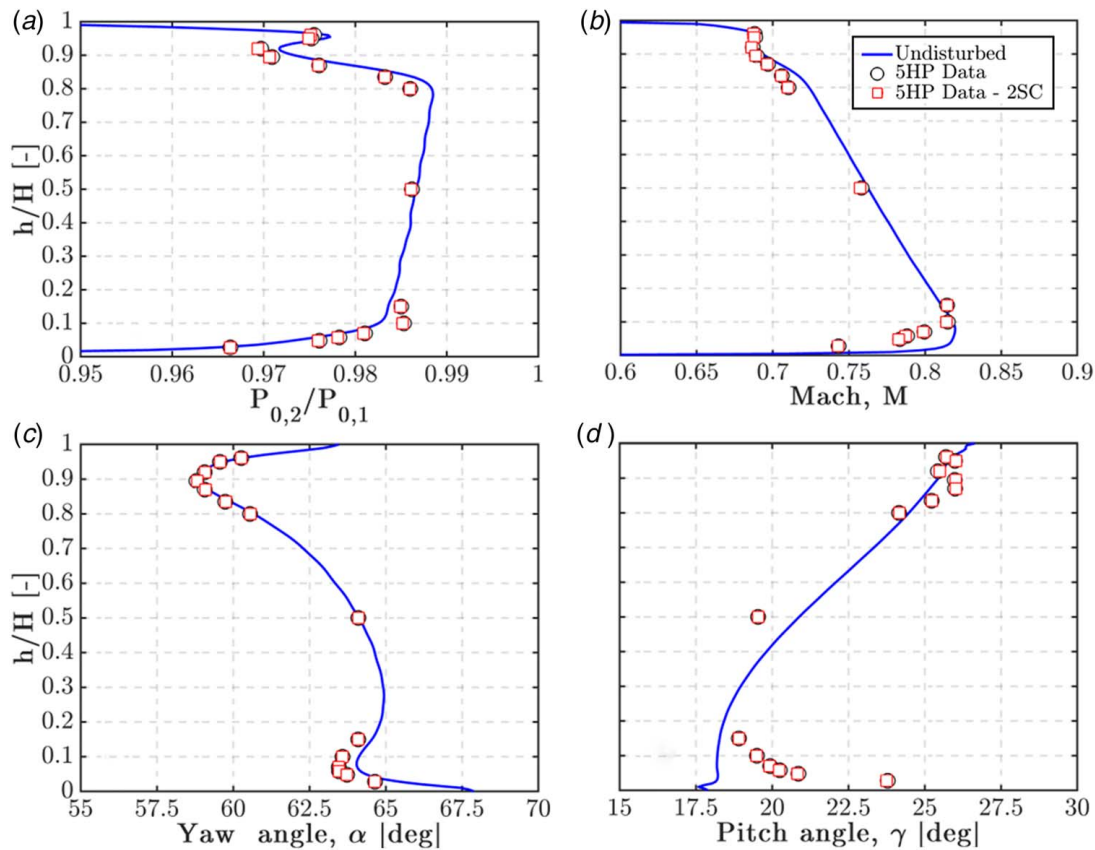 (a)
1
0.9
0.8
0.7
0.6
0.5
0.4
0.3
0.2
0.1
0
h/H [-]
0.95 0.96 0.97 0.98 0.99 1
P0,2/P0,1
(b)
Undisturbed
5HP Data
5HP Data - 2SC
0.6 0.65 0.7 0.75 0.8 0.85 0.9
Mach, M
(c)
1
0.9
0.8
0.7
0.6
0.5
0.4
0.3
0.2
0.1
0
h/H [-]
55 57.5 60 62.5 65 67.5 70
Yaw angle, α |deg]
(d)
15 17.5 20 22.5 25 27.5 30
Pitch angle, γ |deg]